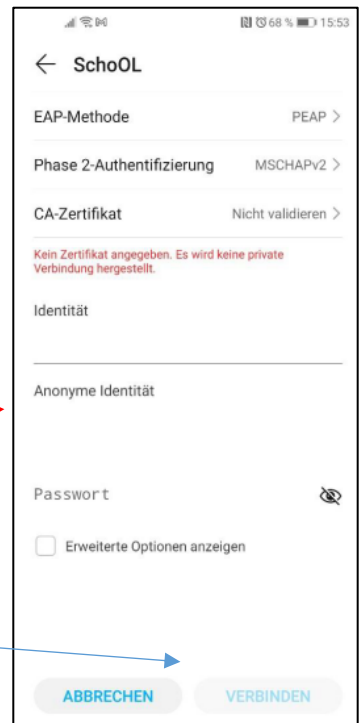 68 % 15:53
SchoOL
EAP-Methode PEAP >
Phase 2-Authentifizierung MSCHAPv2 >
CA-Zertifikat Nicht validieren >
Kein Zertifikat angegeben. Es wird keine private
Verbindung hergestellt.
Identität
Anonyme Identität
Passwort
Erweiterte Optionen anzeigen
ABBRECHEN VERBINDEN